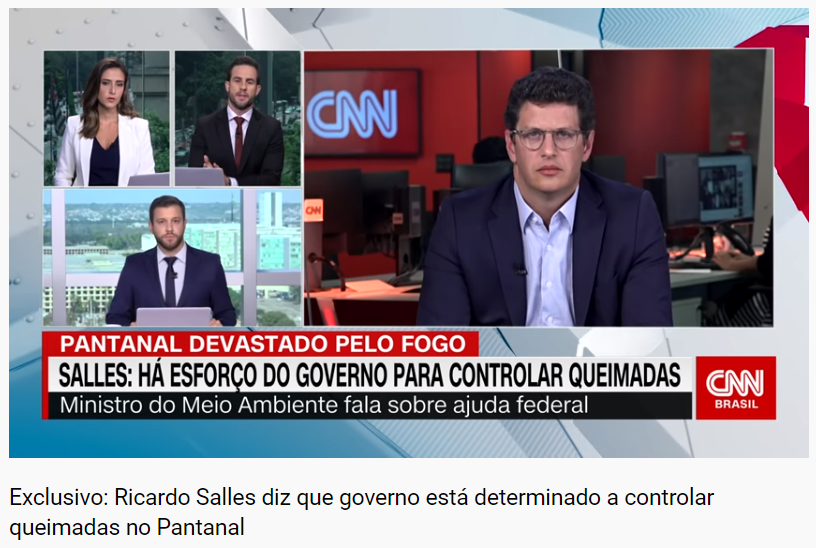 CNN
CNN
PANTANAL DEVASTADO PELO FOGO
SALLES: HÁ ESFORÇO DO GOVERNO PARA CONTROLAR QUEIMADAS
Ministro do Meio Ambiente fala sobre ajuda federal
CNN
BRASIL
Exclusivo: Ricardo Salles diz que governo está determinado a controlar
queimadas no Pantanal